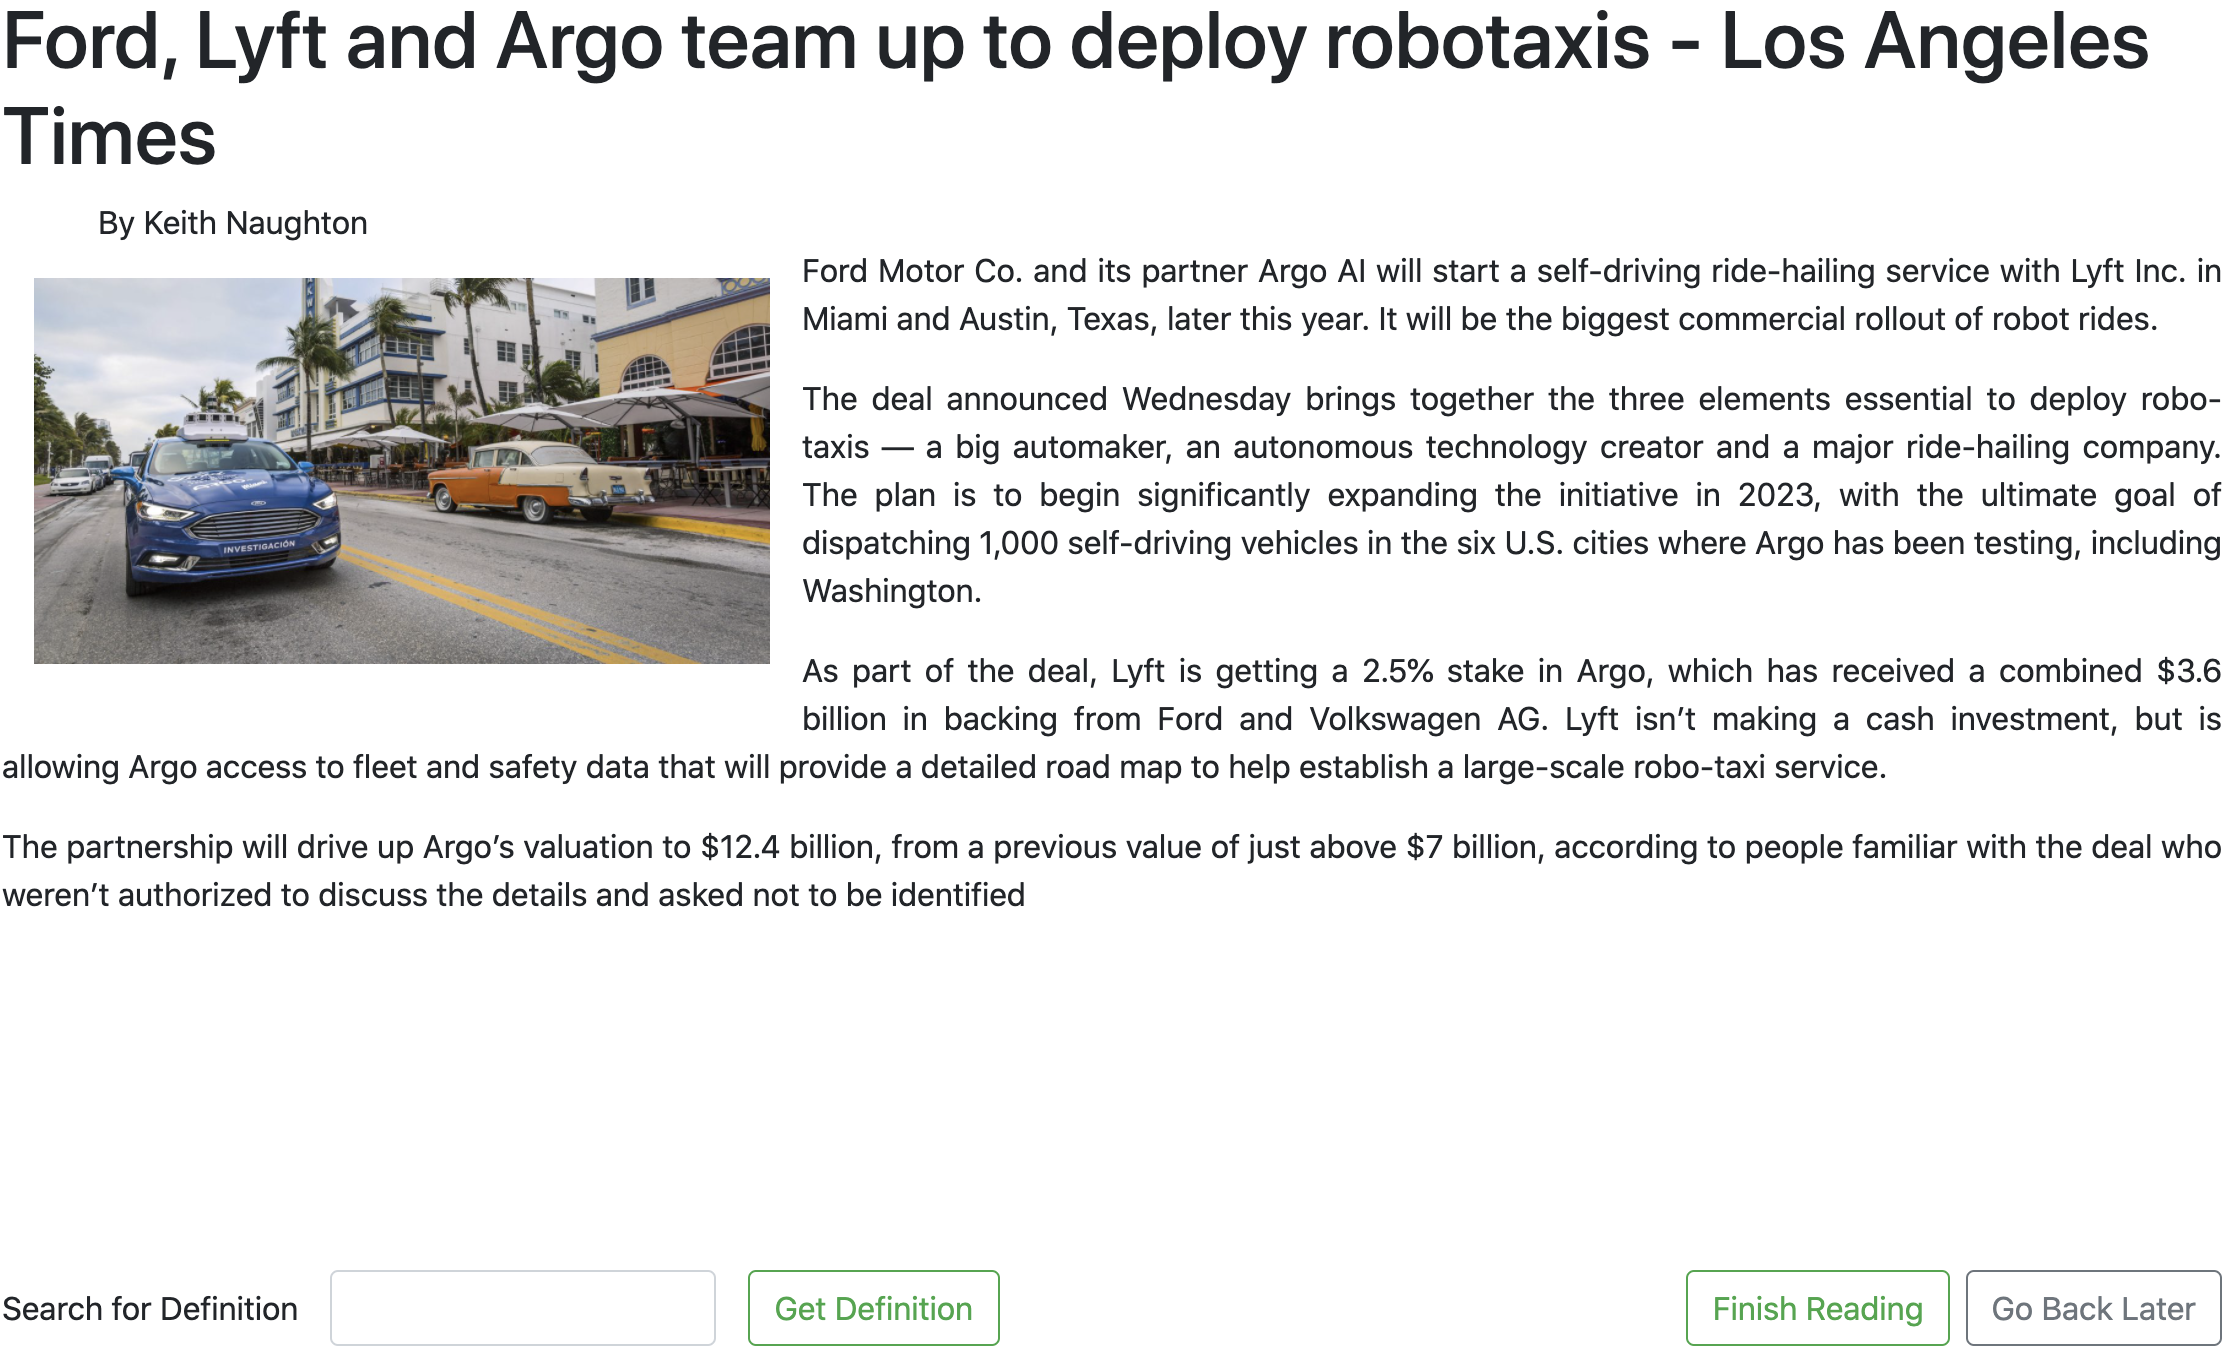 Ford, Lyft and Argo team up to deploy robotaxis - Los Angeles
Times
By Keith Naughton
Ford Motor Co. and its partner Argo AI will start a self-driving ride-hailing service with Lyft Inc. in
Miami and Austin, Texas, later this year. It will be the biggest commercial rollout of robot rides.
The deal announced Wednesday brings together the three elements essential to deploy robo-
taxis — a big automaker, an autonomous technology creator and a major ride-hailing company.
The plan is to begin significantly expanding the initiative in 2023, with the ultimate goal of
dispatching 1,000 self-driving vehicles in the six U.S. cities where Argo has been testing, including
Washington.
INVESTIGACIÓN
As part of the deal, Lyft is getting a 2.5% stake in Argo, which has received a combined $3.6
billion in backing from Ford and Volkswagen AG. Lyft isn’t making a cash investment, but is
allowing Argo access to fleet and safety data that will provide a detailed road map to help establish a large-scale robo-taxi service.
The partnership will drive up Argo’s valuation to $12.4 billion, from a previous value of just above $7 billion, according to people familiar with the deal who
weren’t authorized to discuss the details and asked not to be identified
Search for Definition
Get Definition
Finish Reading
Go Back Later